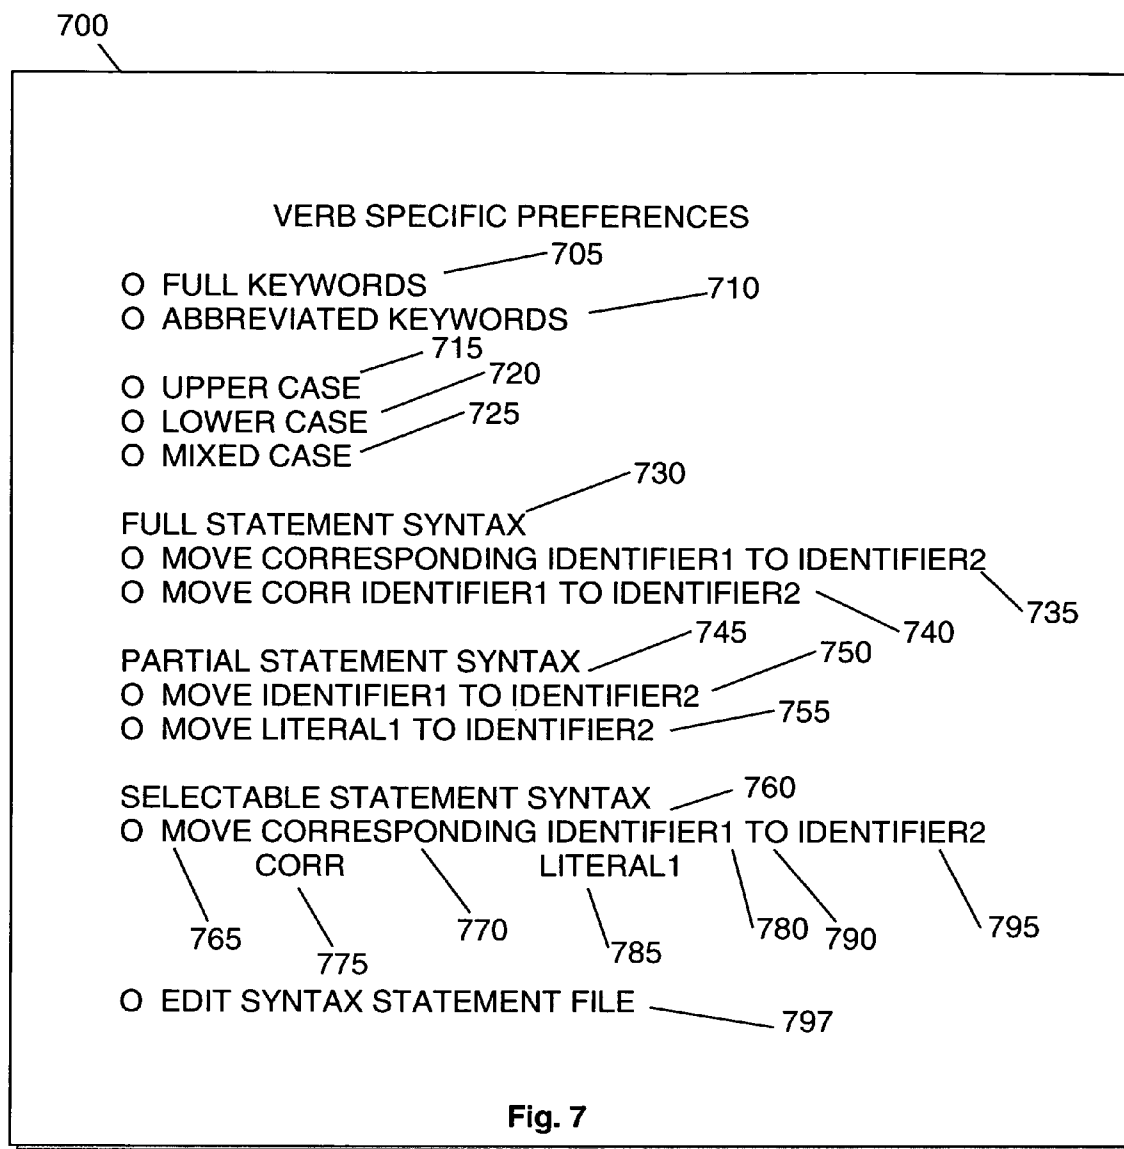 700
VERB SPECIFIC PREFERENCES
705
O FULL KEYWORDS
710
O ABBREVIATED KEYWORDS
715
O UPPER CASE
720
O LOWER CASE
725
O MIXED CASE
730
FULL STATEMENT SYNTAX
O MOVE CORRESPONDING IDENTIFIER1 TO IDENTIFIER2
O MOVE CORR IDENTIFIER1 TO IDENTIFIER2
735
740
745
PARTIAL STATEMENT SYNTAX
750
O MOVE IDENTIFIER1 TO IDENTIFIER2
755
O MOVE LITERAL1 TO IDENTIFIER2
SELECTABLE STATEMENT SYNTAX
760
O MOVE CORRESPONDING IDENTIFIER1 TO IDENTIFIER2
CORR LITERAL1
765 770 780 790 795
775 785
O EDIT SYNTAX STATEMENT FILE
797
Fig. 7